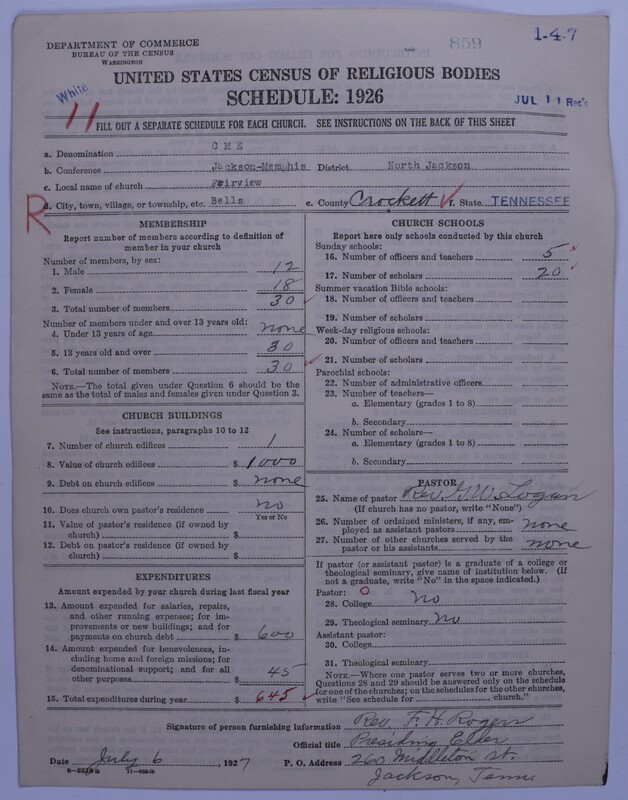 DEPARTMENT OF COMMERCE
BUREAU OF THE CENSUS
WASHINGTON
859
1-4-7
UNITED STATES CENSUS OF RELIGIOUS BODIES
SCHEDULE: 1926
White
11
JUL 11 Rec'd
FILL OUT A SEPARATE SCHEDULE FOR EACH CHURCH. SEE INSTRUCTIONS ON THE BACK OF THIS SHEET
a. Denomination C M E
b. Conference Jackson-Memphis District North Jackson
c. Local name of church Fairview
R
d. City, town, village, or township, etc. Bells e. County Crockett f. State TENNESSEE
MEMBERSHIP
Report number of members according to definition of
member in your church
Number of members, by sex:
1. Male 12
2. Female 18
3. Total number of members 30
Number of members under and over 13 years old:
4. Under 13 years of age none
5. 13 years old and over 30
6. Total number of members 30
NOTE.—The total given under Question 6 should be the
same as the total of males and females given under Question 3.
CHURCH BUILDINGS
See instructions, paragraphs 10 to 12
7. Number of church edifices 1
8. Value of church edifices $ 1000
9. Debt on church edifices $ none
10. Does church own pastor's residence no
Yes or No
11. Value of pastor's residence (if owned by
church) $
12. Debt on pastor's residence (if owned by
church) $
EXPENDITURES
Amount expended by your church during last fiscal year
13. Amount expended for salaries, repairs,
and other running expenses; for im-
provements or new buildings; and for
payments on church debt $ 600
14. Amount expended for benevolences, in-
cluding home and foreign missions; for
denominational support; and for all
other purposes $ 45
15. Total expenditures during year $ 645
CHURCH SCHOOLS
Report here only schools conducted by this church
Sunday schools:
16. Number of officers and teachers 5
17. Number of scholars 20
Summer vacation Bible schools:
18. Number of officers and teachers
19. Number of scholars
Week-day religious schools:
20. Number of officers and teachers
21. Number of scholars
Parochial schools:
22. Number of administrative officers
23. Number of teachers—
a. Elementary (grades 1 to 8)
b. Secondary
24. Number of scholars—
a. Elementary (grades 1 to 8)
b. Secondary
PASTOR
25. Name of pastor Rev. G.W. Logan
(If church has no pastor, write "None")
26. Number of ordained ministers, if any, em-
ployed as assistant pastors none
27. Number of other churches served by the
pastor or his assistants none
If pastor (or assistant pastor) is a graduate of a college or
theological seminary, give name of institution below. (If
not a graduate, write "No" in the space indicated.)
Pastor: O
28. College No
29. Theological seminary No
Assistant pastor:
30. College
31. Theological seminary
NOTE.—Where one pastor serves two or more churches,
Questions 28 and 29 should be answered only on the schedule
for one of the churches; on the schedules for the other churches,
write "See schedule for church."
Signature of person furnishing information Rev. F. H. Rogers
Official title Presiding Elder
Date July 6, 1927 P. O. Address 260 Middleton st.
Jackson, Tenn